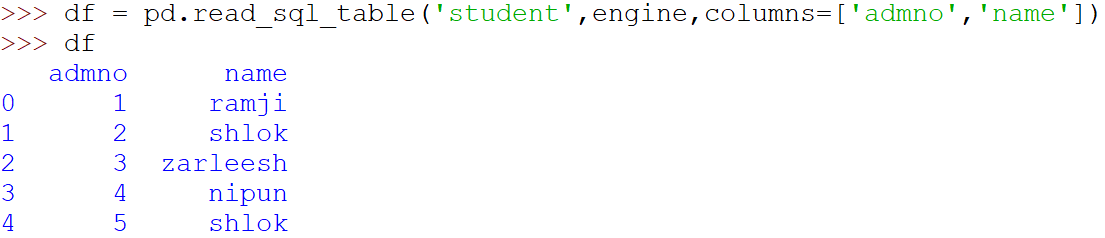 >>> df = pd.read_sql_table('student',engine,columns=['admno','name'])
>>> df
   admno      name
0      1     ramji
1      2     shlok
2      3  zarleesh
3      4     nipun
4      5     shlok